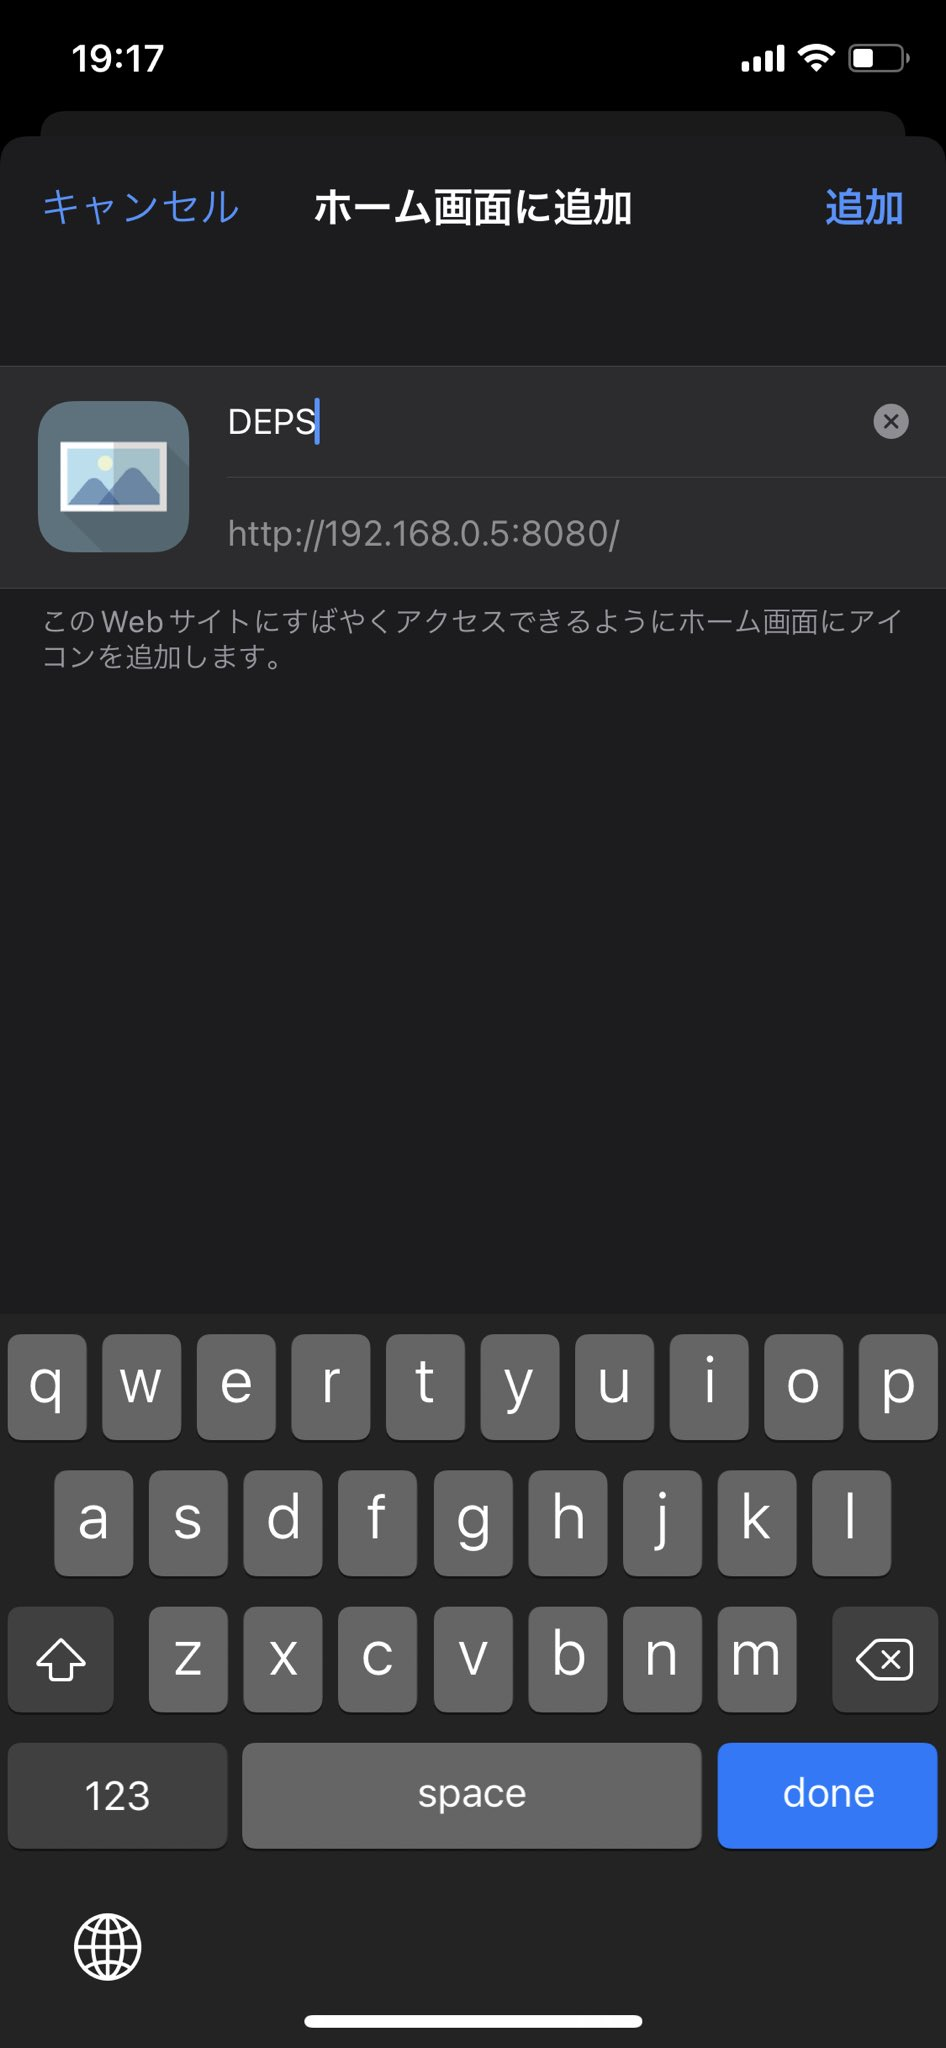 19:17
キャンセル ホーム画面に追加 追加
DEPS
http://192.168.0.5:8080/
このWebサイトにすばやくアクセスできるようにホーム画面にアイ
コンを追加します。
q w e r t y u i o p
a s d f g h j k l
z x c v b n m
123 space done